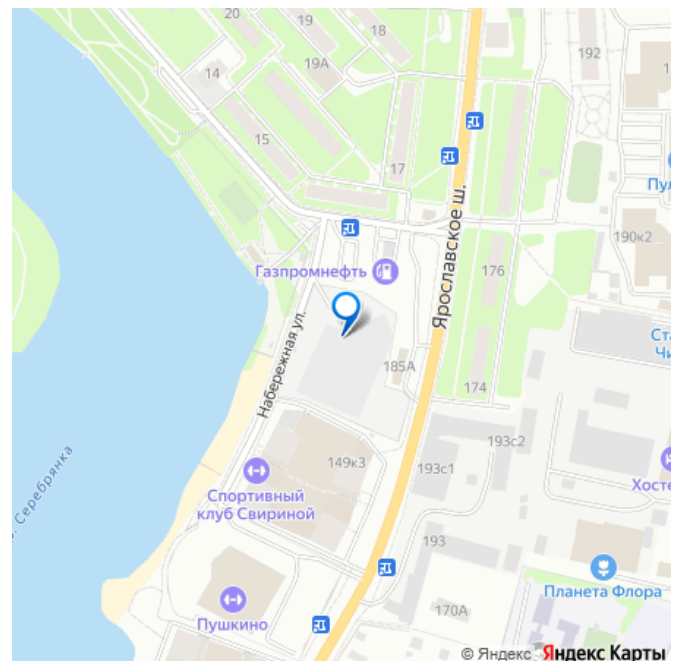 20
19
18
192
19А
14
15
17
Пул
190к2
Газпромнефть
176
Ярославское ш.
Набережная ул.
Ста
Чи
185А
174
193с2
149к3
193с1
Хосте
Серебрянка
Спортивный
клуб Свириной
193
Планета Флора
Пушкино
170А
© Яндекс Яндекс Карты